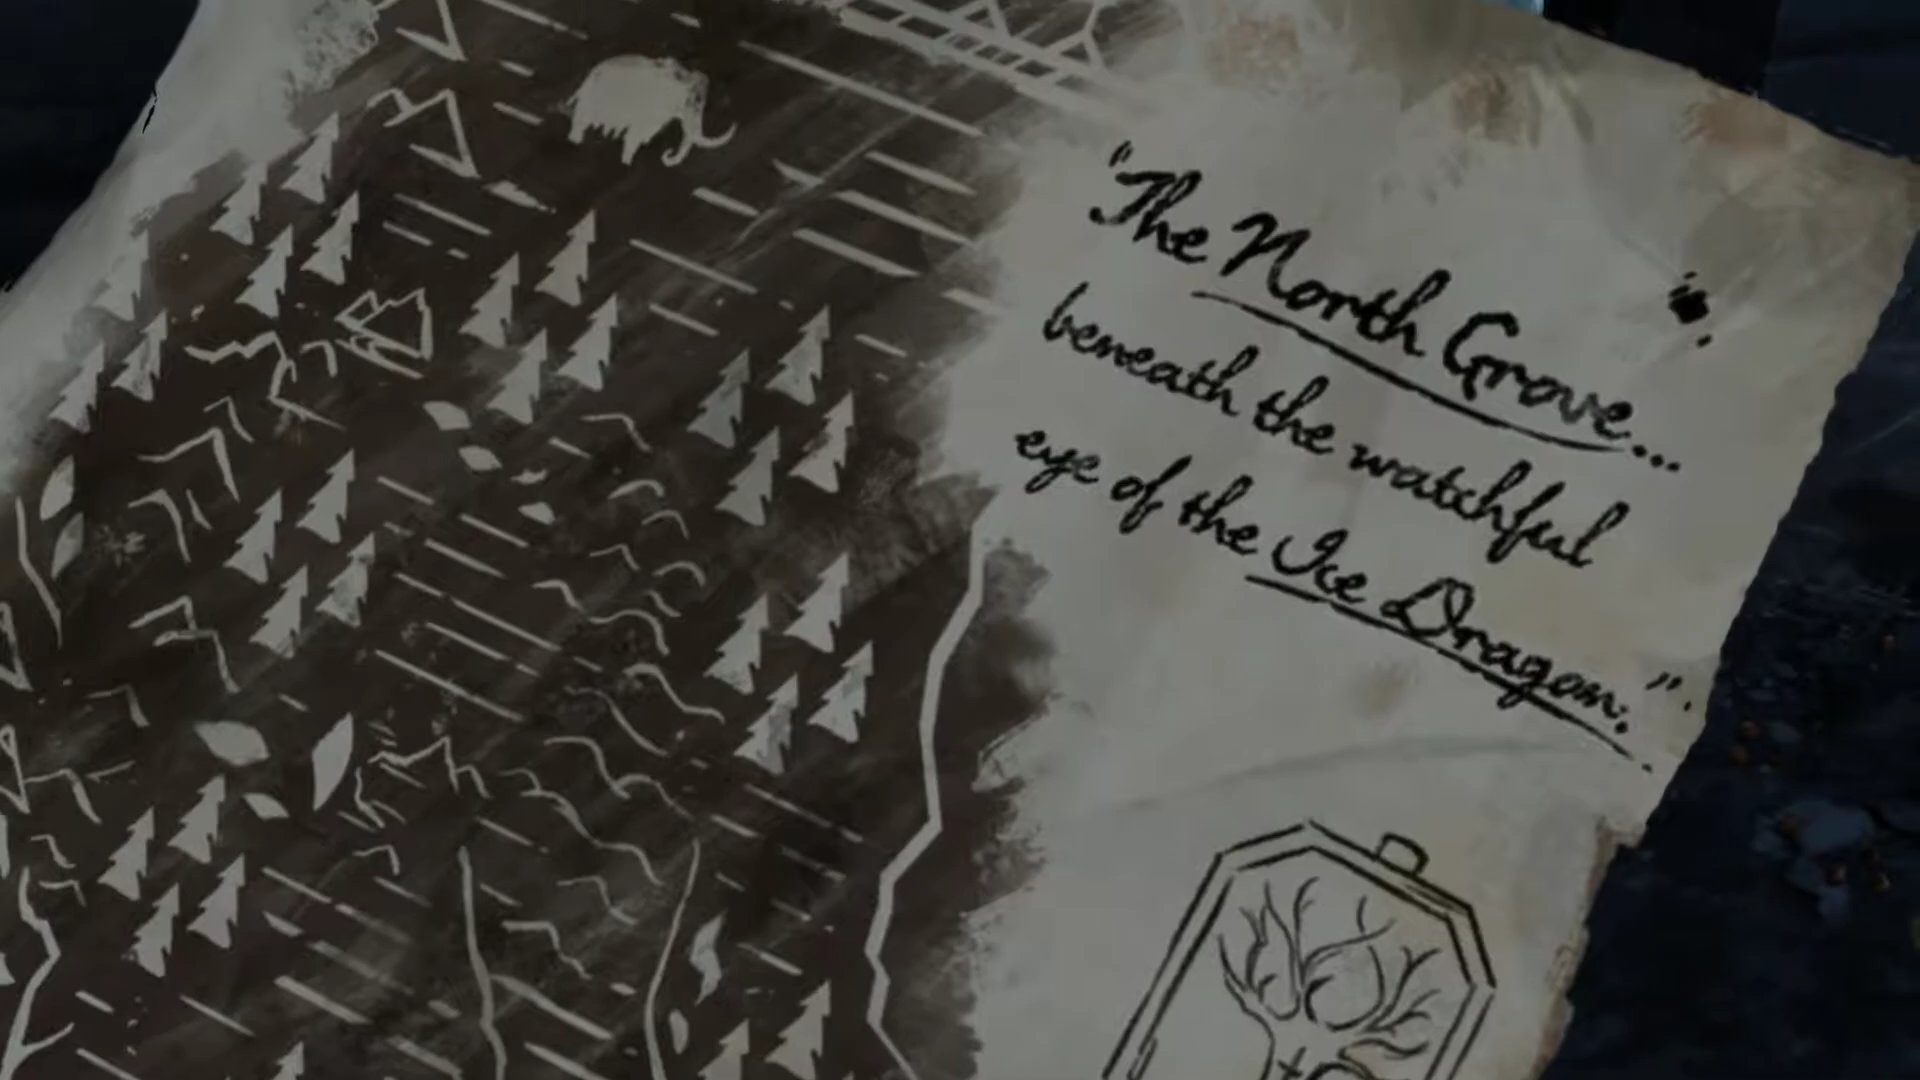 "The North Grove...
beneath the watchful
eye of the Ice Dragon."